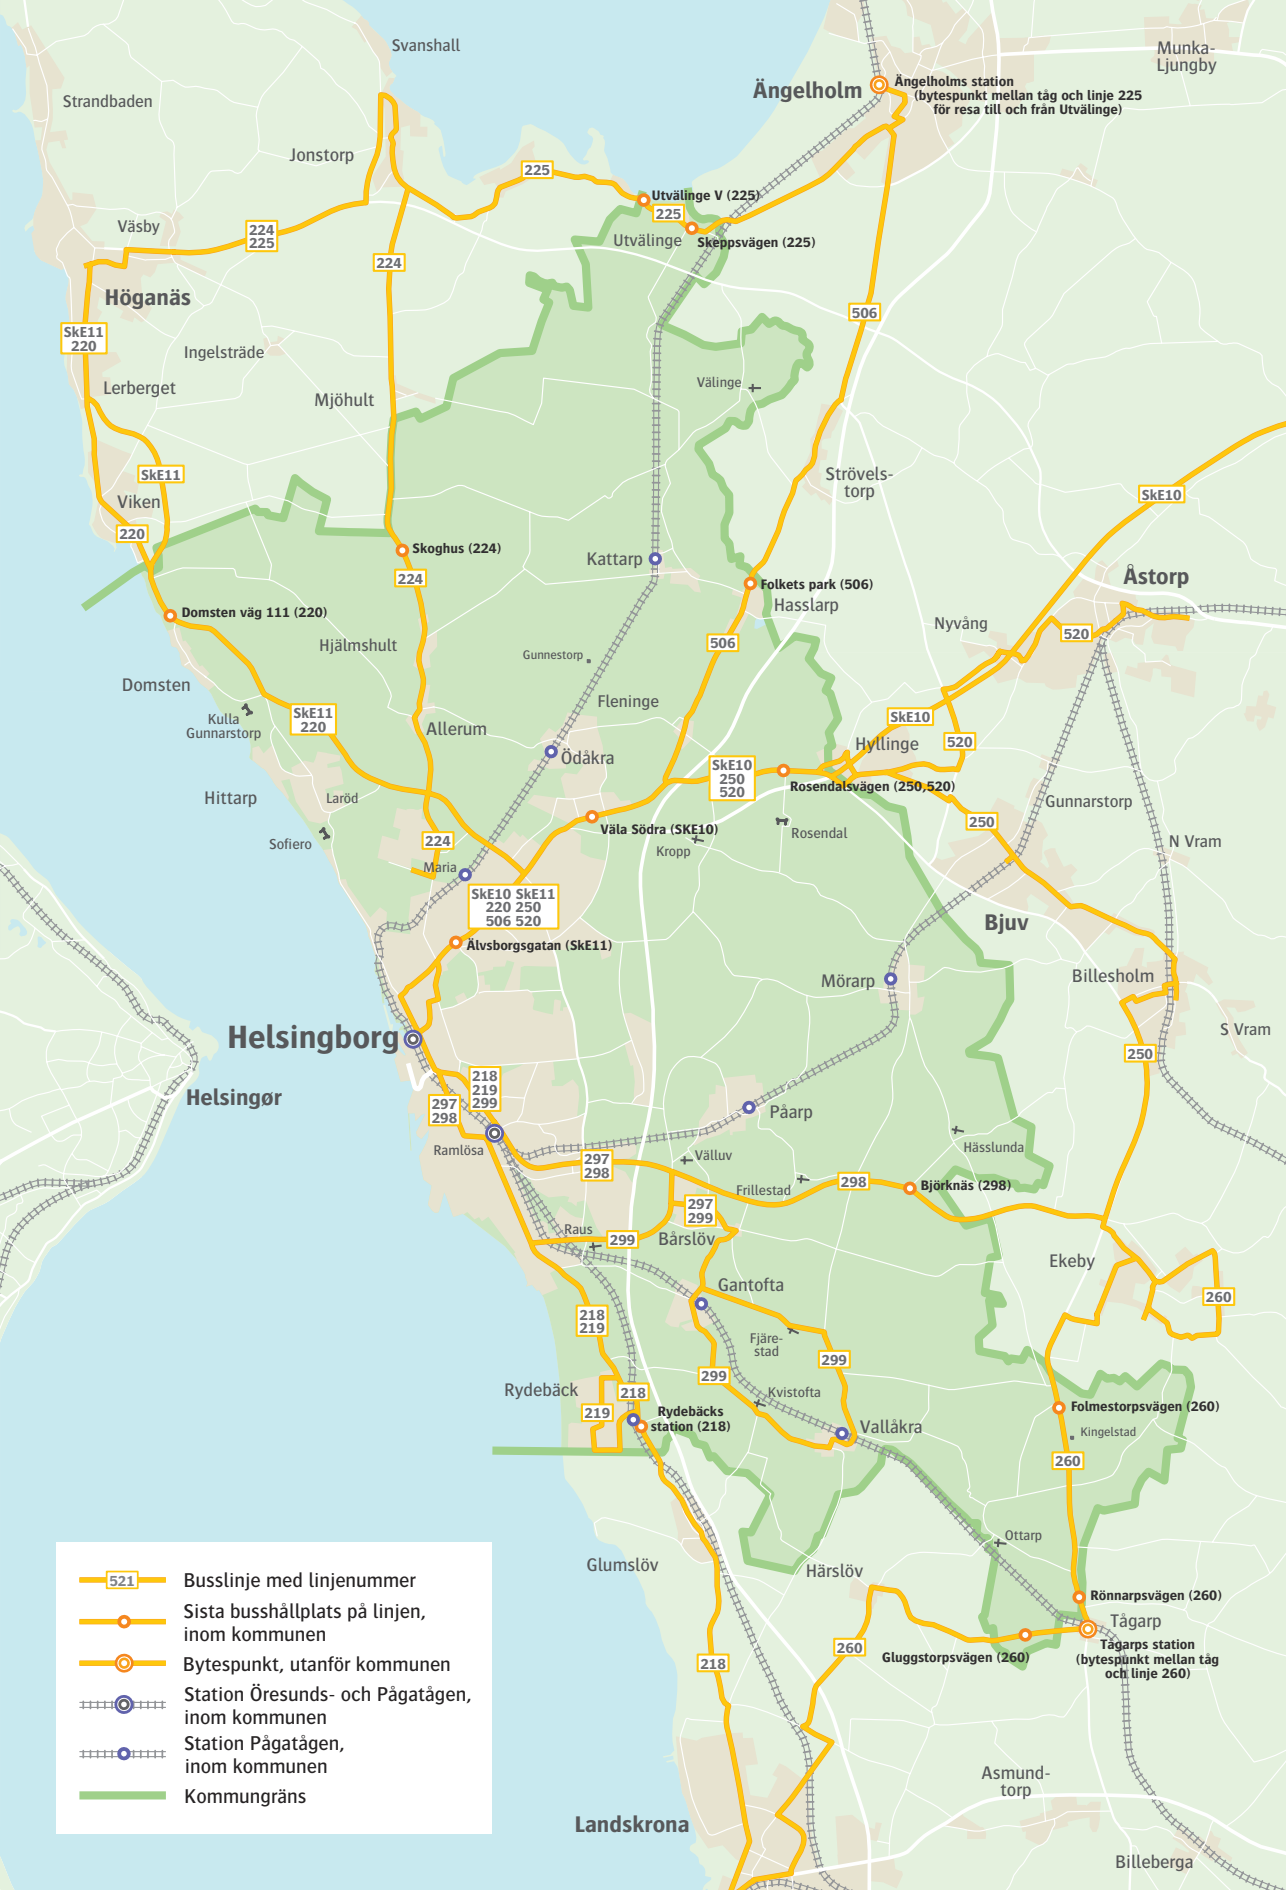 Svanshall
Munka-
Ljungby
Ängelholm
Ängelholms station
(bytespunkt mellan tåg och linje 225
för resa till och från Utvälinge)
Strandbaden
Jonstorp
225
Utvälinge V (225)
225
Väsby
224
225
Utvälinge
Skeppsvägen (225)
224
Höganäs
506
SkE11
220
Ingelsträde
Lerberget
Mjöhult
Välinge
SkE11
Strövels-
torp
SkE10
Viken
220
Skoghus (224)
Kattarp
224
Folkets park (506)
Åstorp
Hasslarp
Domsten väg 111 (220)
Nyvång
520
Hjälmshult
506
Gunnestorp
Domsten
Fleninge
Kulla
Gunnarstorp
SkE11
220
SkE10
Allerum
Hyllinge
520
Ödåkra
SkE10
250
520
Rosendalsvägen (250,520)
Hittarp
Laröd
Gunnarstorp
250
Väla Södra (SKE10)
Rosendal
Sofiero
224
Kropp
N Vram
Maria
SkE10 SkE11
220 250
506 520
Bjuv
Älvsborgsgatan (SkE11)
Mörarp
Billesholm
Helsingborg
S Vram
250
Helsingør
218
219
299
297
298
Påarp
Ramlösa
Hässlunda
Välluv
297
298
Frillestad
298
Björknäs (298)
297
299
Raus
299
Bårslöv
Ekeby
Gantofta
260
218
219
Fjäre-
stad
299
299
Rydebäck
218
Kvistofta
219
Rydebäcks
station (218)
Folmestorpsvägen (260)
Vallåkra
Kingelstad
260
Ottarp
Glumslöv
Härslöv
521
Busslinje med linjenummer
Sista busshållplats på linjen,
inom kommunen
Bytespunkt, utanför kommunen
Station Öresunds- och Pågatågen,
inom kommunen
Station Pågatågen,
inom kommunen
Kommungräns
Rönnarpsvägen (260)
Tågarp
Tågarps station
(bytespunkt mellan tåg
och linje 260)
260
Gluggstorpsvägen (260)
218
Asmund-
torp
Landskrona
Billeberga